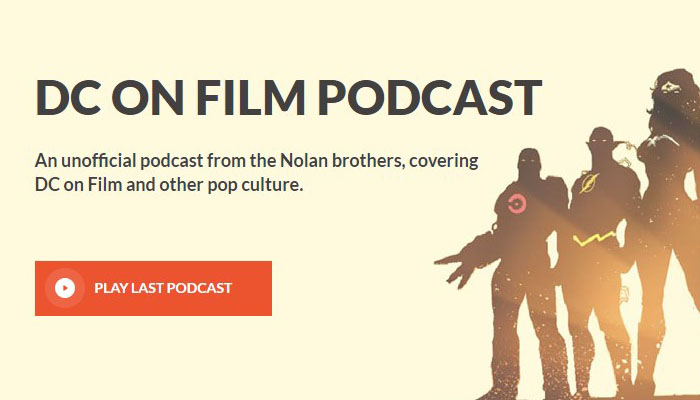 DC ON FILM PODCAST
An unofficial podcast from the Nolan brothers, covering
DC on Film and other pop culture.
PLAY LAST PODCAST